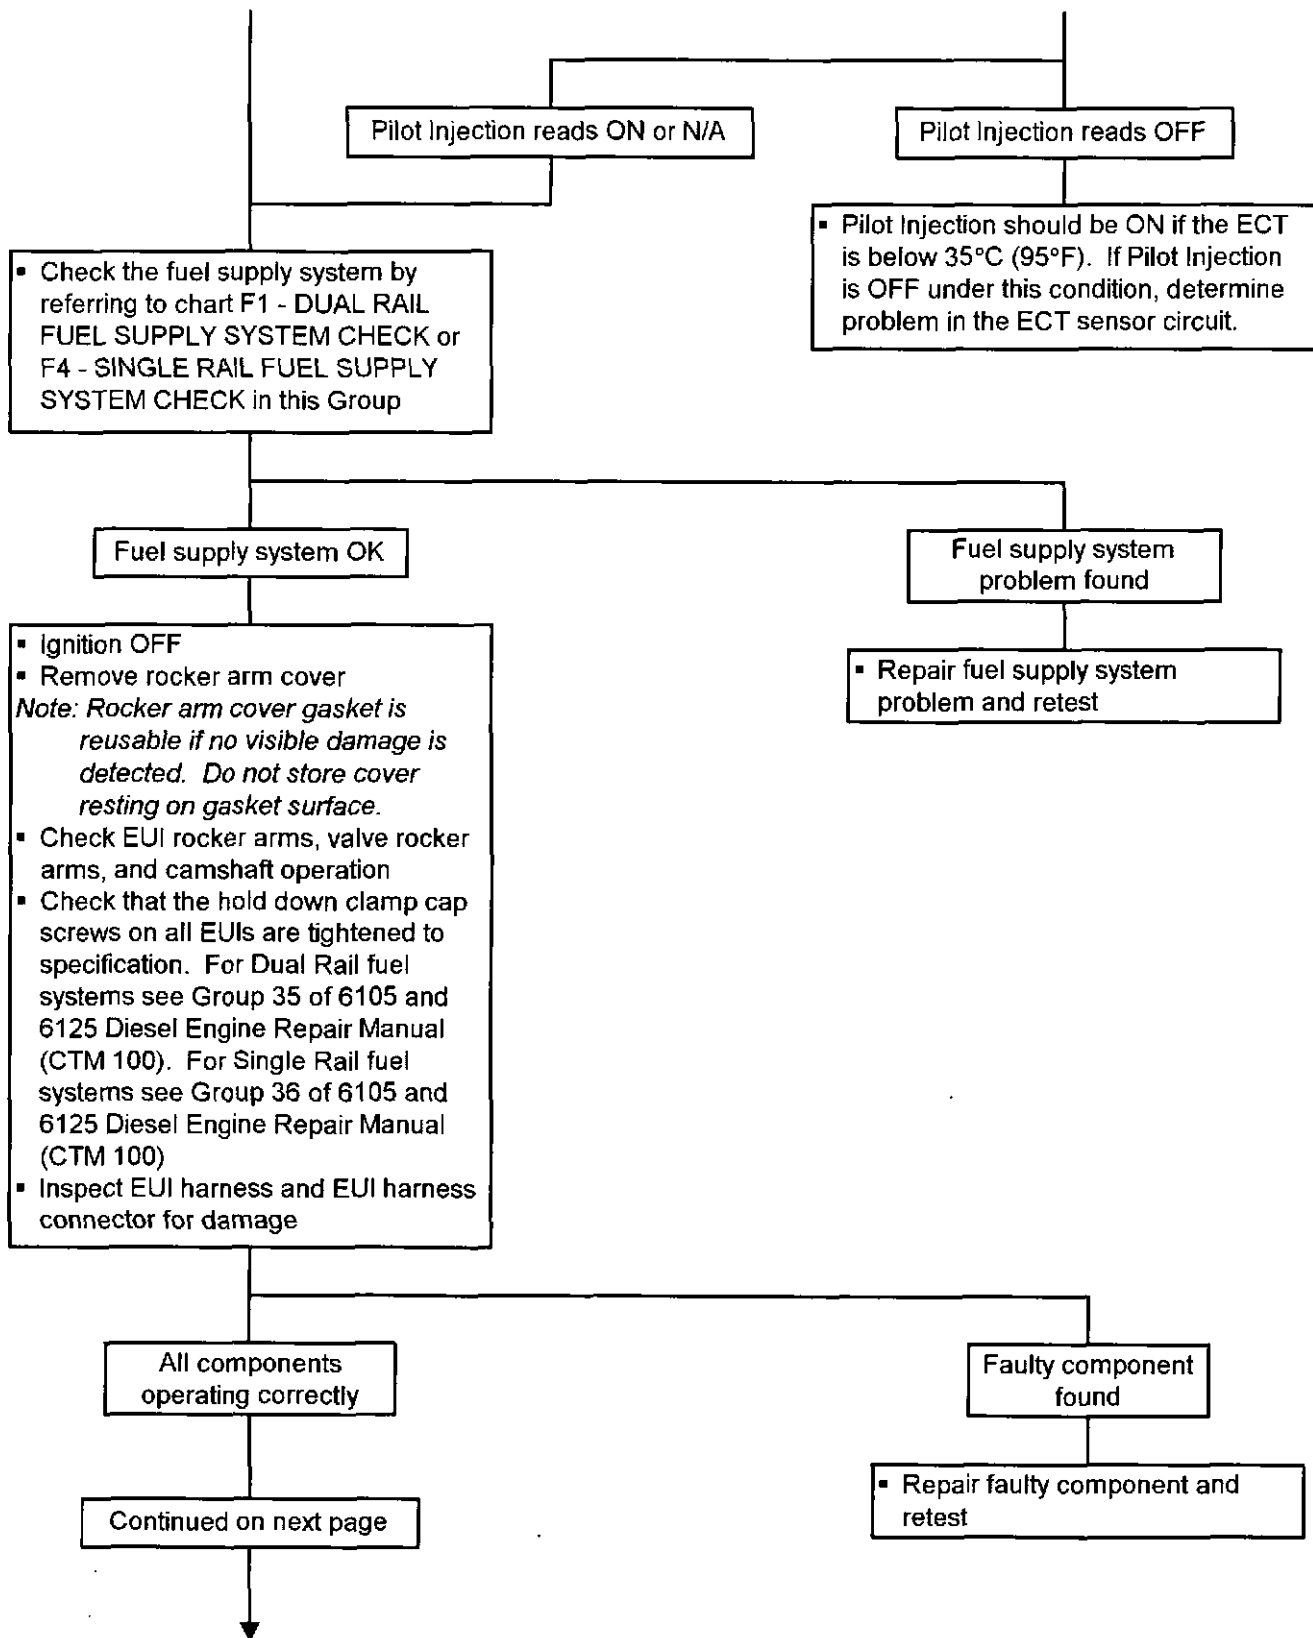 Pilot Injection reads ON or N/A
Pilot Injection reads OFF
▪ Pilot Injection should be ON if the ECT
is below 35°C (95°F). If Pilot Injection
is OFF under this condition, determine
problem in the ECT sensor circuit.
▪ Check the fuel supply system by
referring to chart F1 - DUAL RAIL
FUEL SUPPLY SYSTEM CHECK or
F4 - SINGLE RAIL FUEL SUPPLY
SYSTEM CHECK in this Group
Fuel supply system OK
Fuel supply system
problem found
▪ Repair fuel supply system
problem and retest
▪ Ignition OFF
▪ Remove rocker arm cover
Note: Rocker arm cover gasket is
reusable if no visible damage is
detected. Do not store cover
resting on gasket surface.
▪ Check EUI rocker arms, valve rocker
arms, and camshaft operation
▪ Check that the hold down clamp cap
screws on all EUIs are tightened to
specification. For Dual Rail fuel
systems see Group 35 of 6105 and
6125 Diesel Engine Repair Manual
(CTM 100). For Single Rail fuel
systems see Group 36 of 6105 and
6125 Diesel Engine Repair Manual
(CTM 100)
▪ Inspect EUI harness and EUI harness
connector for damage
All components
operating correctly
Faulty component
found
▪ Repair faulty component and
retest
Continued on next page